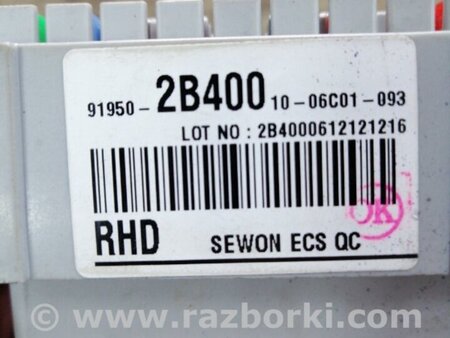 91950- 2B400 10-06C01-093
LOT NO : 2B4000612121216
RHD SEWON ECS QC
OK
© www.razborki.com